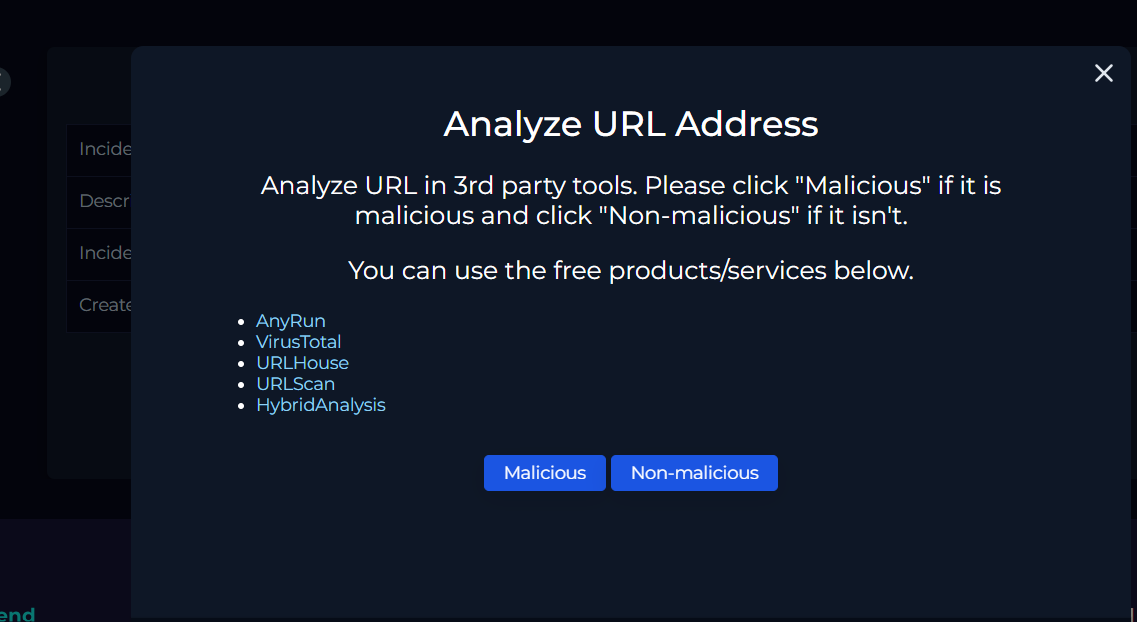 Analyze URL Address
Analyze URL in 3rd party tools. Please click "Malicious" if it is
malicious and click "Non-malicious" if it isn't.
You can use the free products/services below.
AnyRun
VirusTotal
URLHouse
URLScan
HybridAnalysis
Malicious
Non-malicious
Incide
Descr
Incide
Create
end